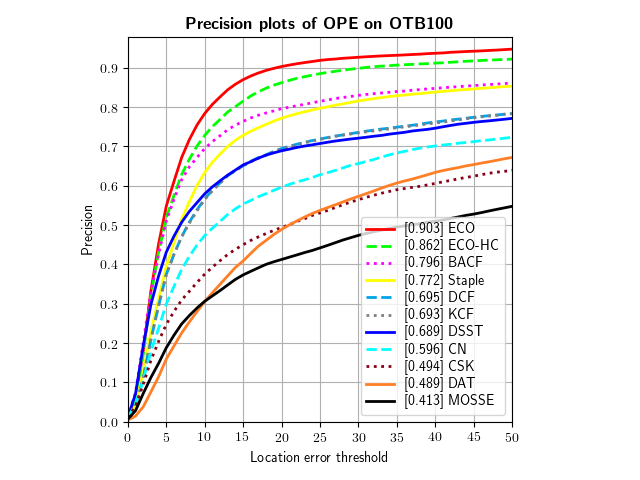 Precision plots of OPE on OTB100
Precision
0.9
0.8
0.7
0.6
0.5
0.4
0.3
0.2
0.1
0.0
[0.903] ECO
[0.862] ECO-HC
[0.796] BACF
[0.772] Staple
[0.695] DCF
[0.693] KCF
[0.689] DSST
[0.596] CN
[0.494] CSK
[0.489] DAT
[0.413] MOSSE
0 5 10 15 20 25 30 35 40 45 50
Location error threshold